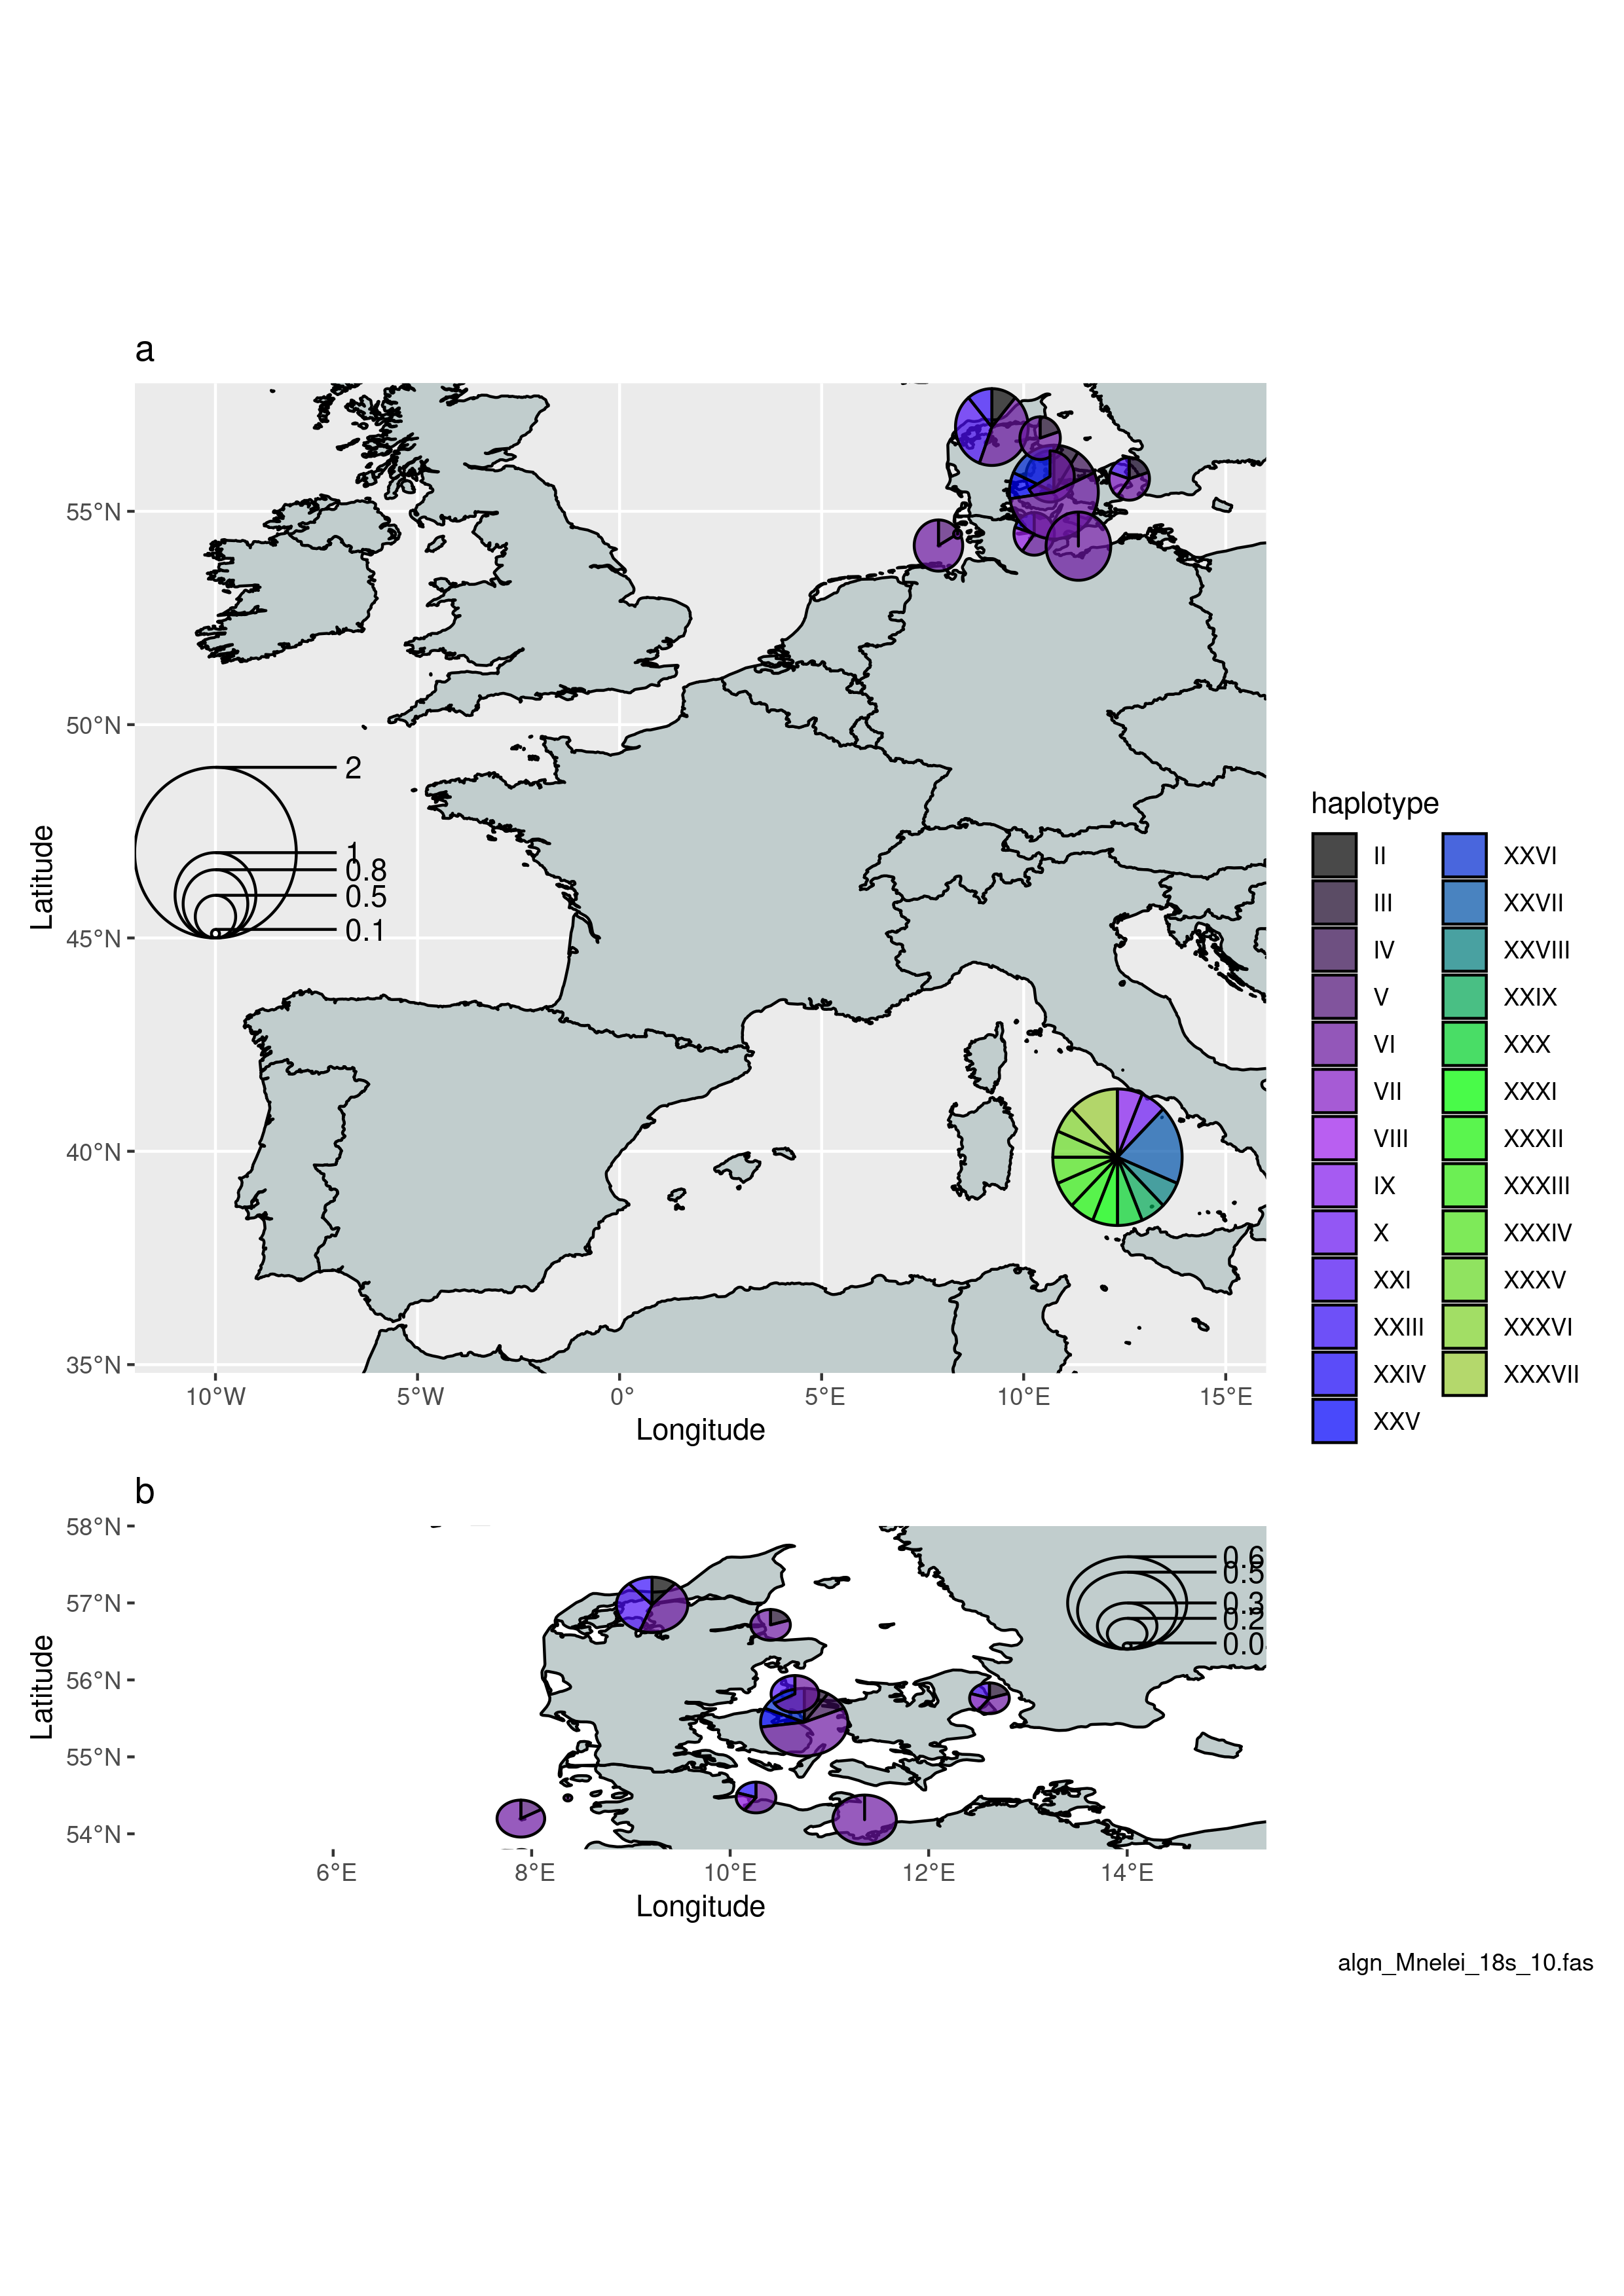 a
55°N
50°N
45°N
40°N
35°N
Latitude
2
1
0.8
0.5
0.1
10°W 5°W 0° 5°E 10°E 15°E
Longitude
haplotype
II XXVI
III XXVII
IV XXVIII
V XXIX
VI XXX
VII XXXI
VIII XXXII
IX XXXIII
X XXXIV
XXI XXXV
XXIII XXXVI
XXIV XXXVII
XXV
b
58°N
57°N
56°N
55°N
54°N
Latitude
0.6
0.5
0.3
0.2
0.0
6°E 8°E 10°E 12°E 14°E
Longitude
algn_Mnelei_18s_10.fas